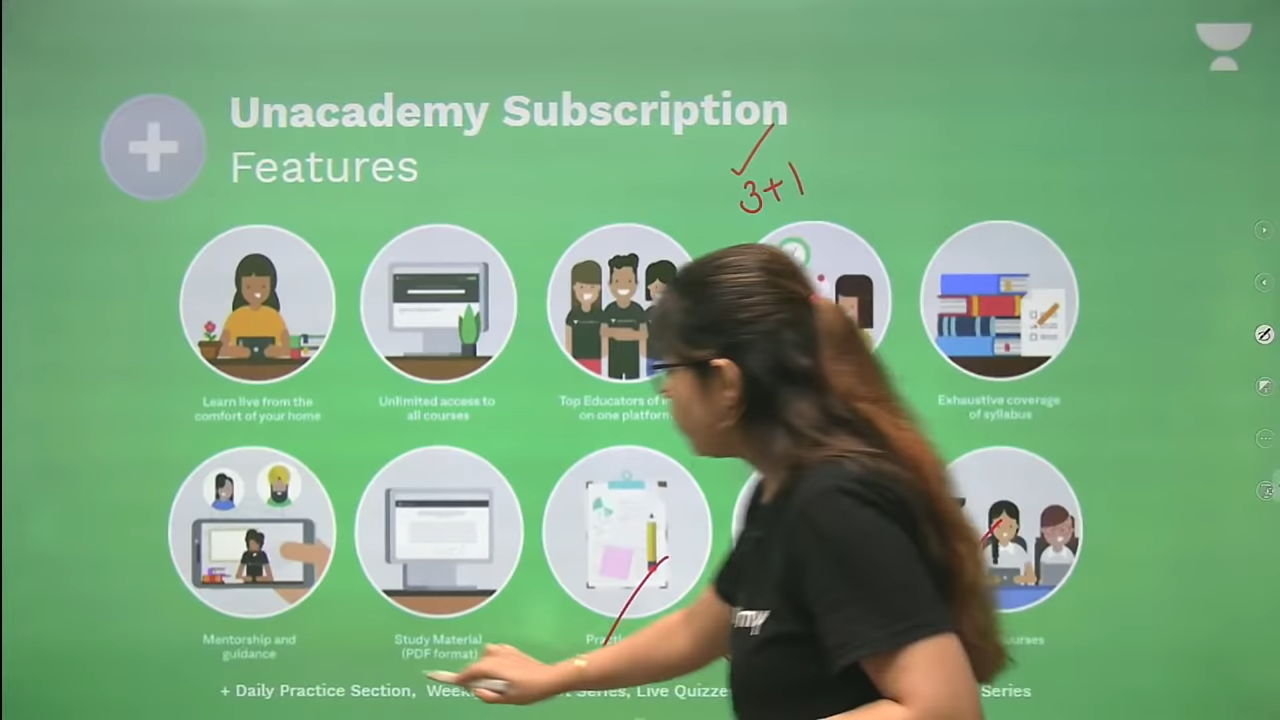 Unacademy Subscription
Features
3+1
Learn live from the
comfort of your home
Unlimited access to
all courses
Top Educators of
on one platform
Exhaustive coverage
of syllabus
Mentorship and
guidance
Study Material
(PDF format)
+ Daily Practice Section, Series, Live Series